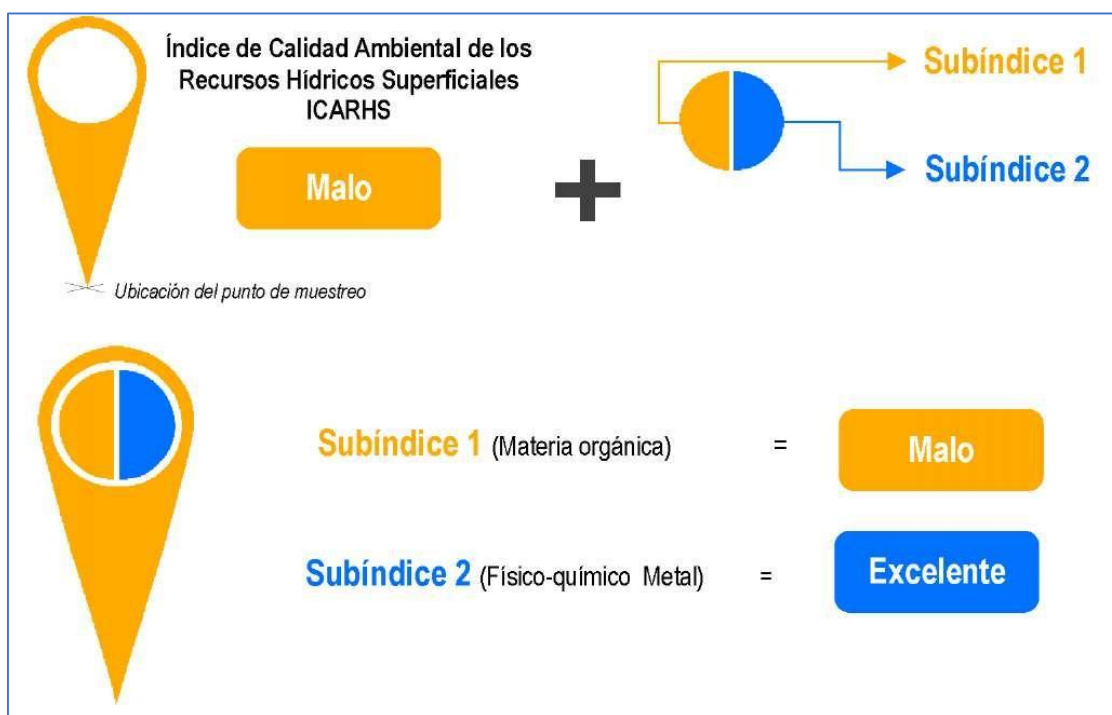 Índice de Calidad Ambiental de los
Recursos Hídricos Superficiales
ICARHS
Malo
Subíndice 1
Subíndice 2
Ubicación del punto de muestreo
Subíndice 1 (Materia orgánica) = Malo
Subíndice 2 (Físico-químico Metal) = Excelente